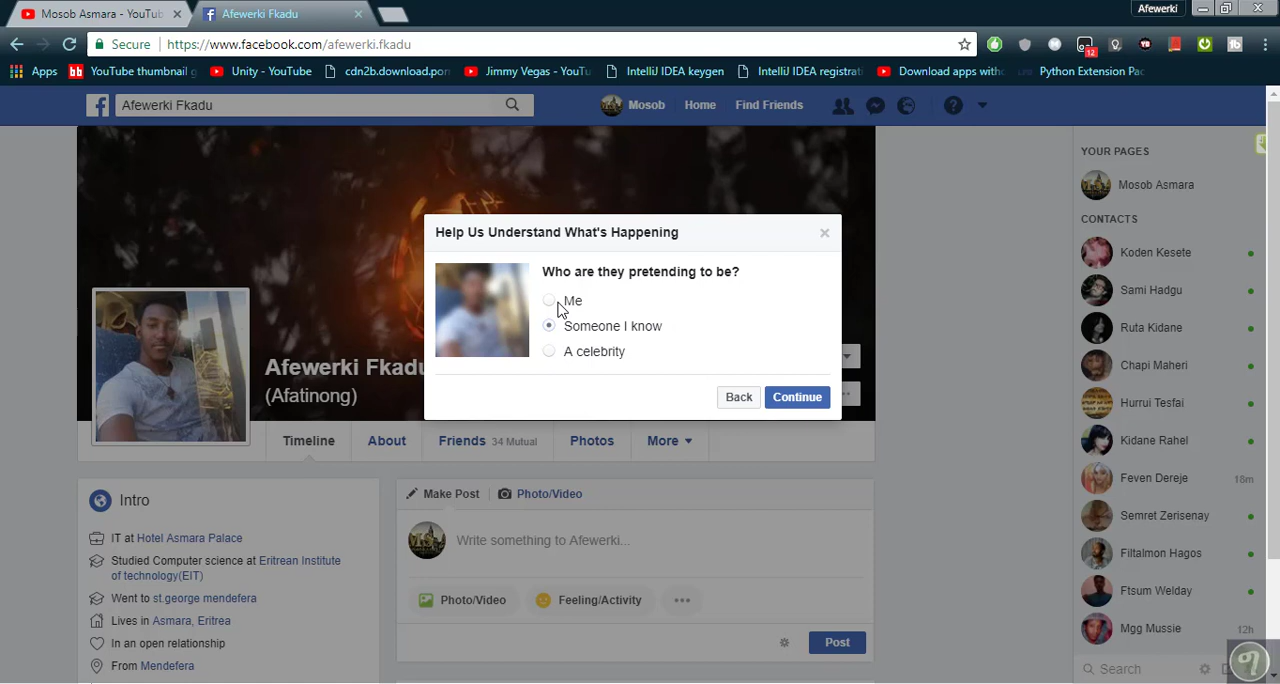 Mosob Asmara - YouTube
Afewerki Fkadu
Afewerki
Secure
https://www.facebook.com/afewerki.fkadu
12
Apps
YouTube thumbnail g
Unity - YouTube
cdn2b.download.porn
Jimmy Vegas - YouTu
IntelliJ IDEA keygen
IntelliJ IDEA registrati
Download apps witho
Python Extension Pac
Afewerki Fkadu
Mosob
Home
Find Friends
YOUR PAGES
Mosob Asmara
CONTACTS
Koden Kesete
Sami Hadgu
Ruta Kidane
Chapi Maheri
Hurrui Tesfai
Kidane Rahel
Feven Dereje 18m
Semret Zerisenay
Filtalmon Hagos
Ftsum Welday
Mgg Mussie 12h
Search
Help Us Understand What's Happening
Who are they pretending to be?
Me
Someone I know
A celebrity
Back
Continue
Afewerki Fkadu
(Afatinong)
Timeline
About
Friends 34 Mutual
Photos
More
Intro
IT at Hotel Asmara Palace
Studied Computer science at Eritrean Institute
of technology(EIT)
Went to st.george mendefera
Lives in Asmara, Eritrea
In an open relationship
From Mendefera
Make Post
Photo/Video
Write something to Afewerki...
Photo/Video
Feeling/Activity
Post